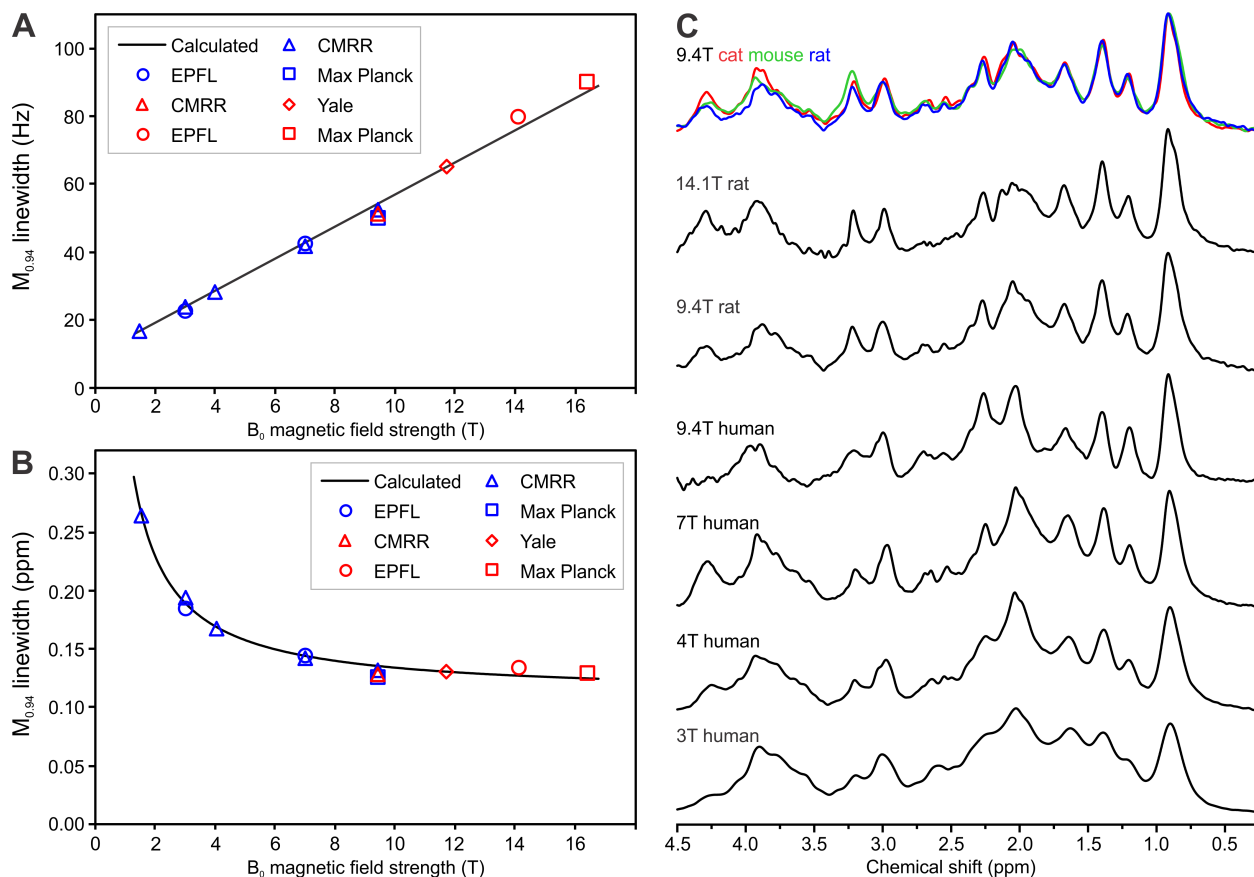 A
M0.94 linewidth (Hz)
100
80
60
40
20
0
Calculated
CMRR
EPFL
Max Planck
CMRR
Yale
EPFL
Max Planck
0 2 4 6 8 10 12 14 16
B0 magnetic field strength (T)
B
M0.94 linewidth (ppm)
0.30
0.25
0.20
0.15
0.10
0.05
0.00
Calculated
CMRR
EPFL
Max Planck
CMRR
Yale
EPFL
Max Planck
0 2 4 6 8 10 12 14 16
B0 magnetic field strength (T)
C
9.4T cat mouse rat
14.1T rat
9.4T rat
9.4T human
7T human
4T human
3T human
4.5 4.0 3.5 3.0 2.5 2.0 1.5 1.0 0.5
Chemical shift (ppm)